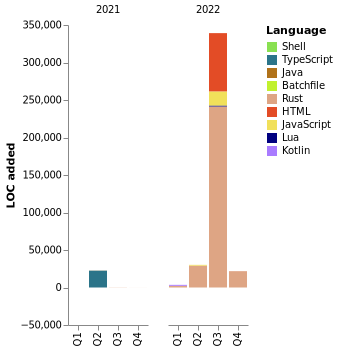 2021 2022
Language
Shell
TypeScript
Java
Batchfile
Rust
HTML
JavaScript
Lua
Kotlin
LOC added
350,000
300,000
250,000
200,000
150,000
100,000
50,000
0
−50,000
Q1 Q2 Q3 Q4 Q1 Q2 Q3 Q4